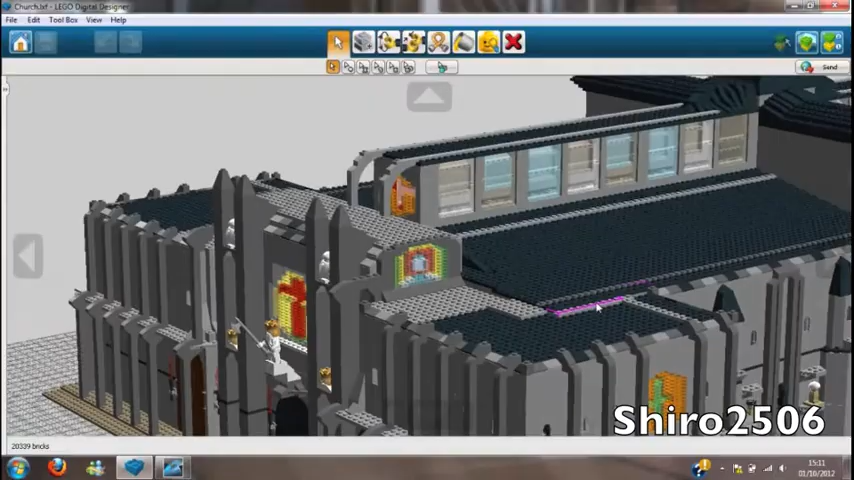 Church.lxf - LEGO Digital Designer
File Edit Tool Box View Help
Send
Shiro2506
20339 bricks
15:11
01/10/2012